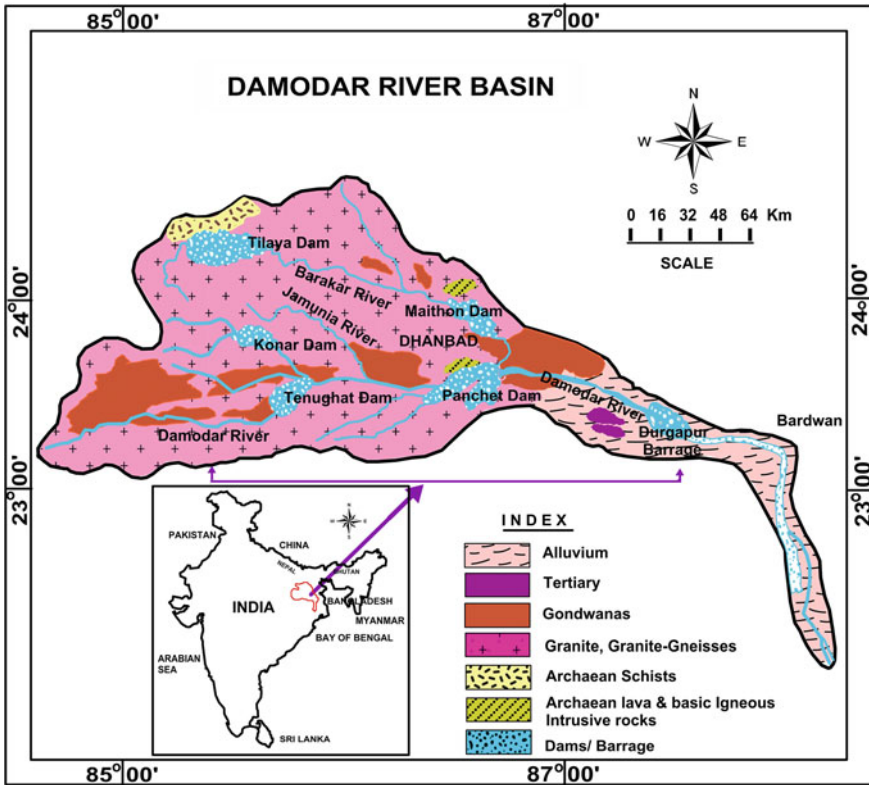 85°00' 87°00'
DAMODAR RIVER BASIN
N
W E
S
0 16 32 48 64 Km
SCALE
24°00' 24°00'
Tilaya Dam
Barakar River
Jamunia River
Maithon Dam
Konar Dam
DHANBAD
Tenughat Dam
Panchet Dam
Damodar River
Damodar River
Durgapur
Barrage
Bardwan
23°00' 23°00'
INDEX
Alluvium
Tertiary
Gondwanas
Granite, Granite-Gneisses
Archaean Schists
Archaean lava & basic Igneous
Intrusive rocks
Dams/ Barrage
N
W E
S
PAKISTAN
CHINA
NEPAL
BHUTAN
INDIA
BANGLADESH
MYANMAR
BAY OF BENGAL
ARABIAN
SEA
SRI LANKA
85°00' 87°00'